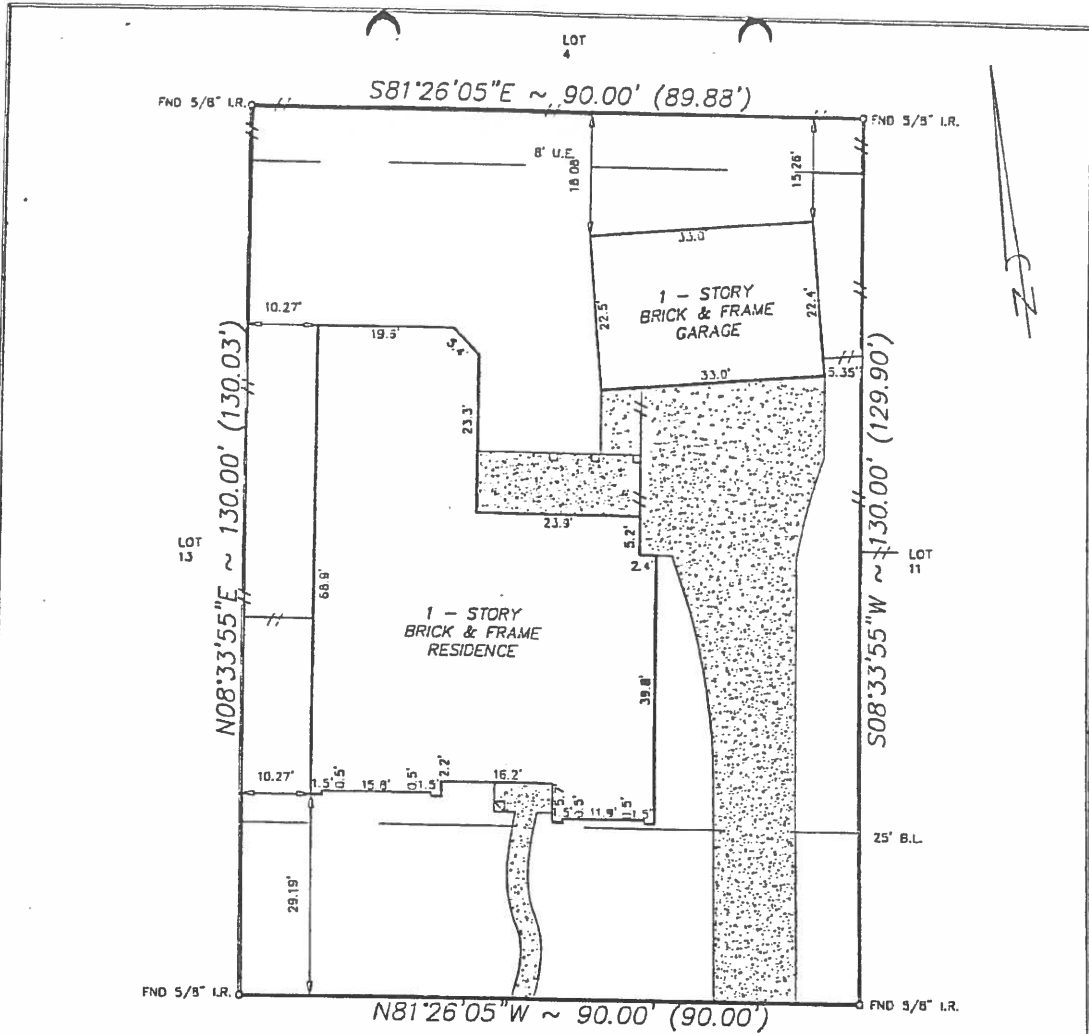 LOT
4
S81°26'05"E ~ 90.00' (89.88')
FND 5/8" I.R.
FND 5/8" I.R.
8' U.E.
18.08'
15.26'
33.0'
1 - STORY
BRICK & FRAME
GARAGE
22.5'
22.4'
33.0'
5.35'
10.27'
19.6'
3.4'
23.3'
N
N08°33'55"E ~ 130.00' (130.03')
S08°33'55"W ~ 130.00' (129.90')
LOT
13
LOT
11
68.9'
23.9'
5.2'
2.4'
1 - STORY
BRICK & FRAME
RESIDENCE
39.8'
10.27'
1.5'
0.5'
15.8'
0.5'
1.5'
2.2'
16.2'
1.5'
0.5'
11.9'
1.5'
25' B.L.
29.19'
FND 5/8" I.R.
FND 5/8" I.R.
N81°26'05"W ~ 90.00' (90.00')